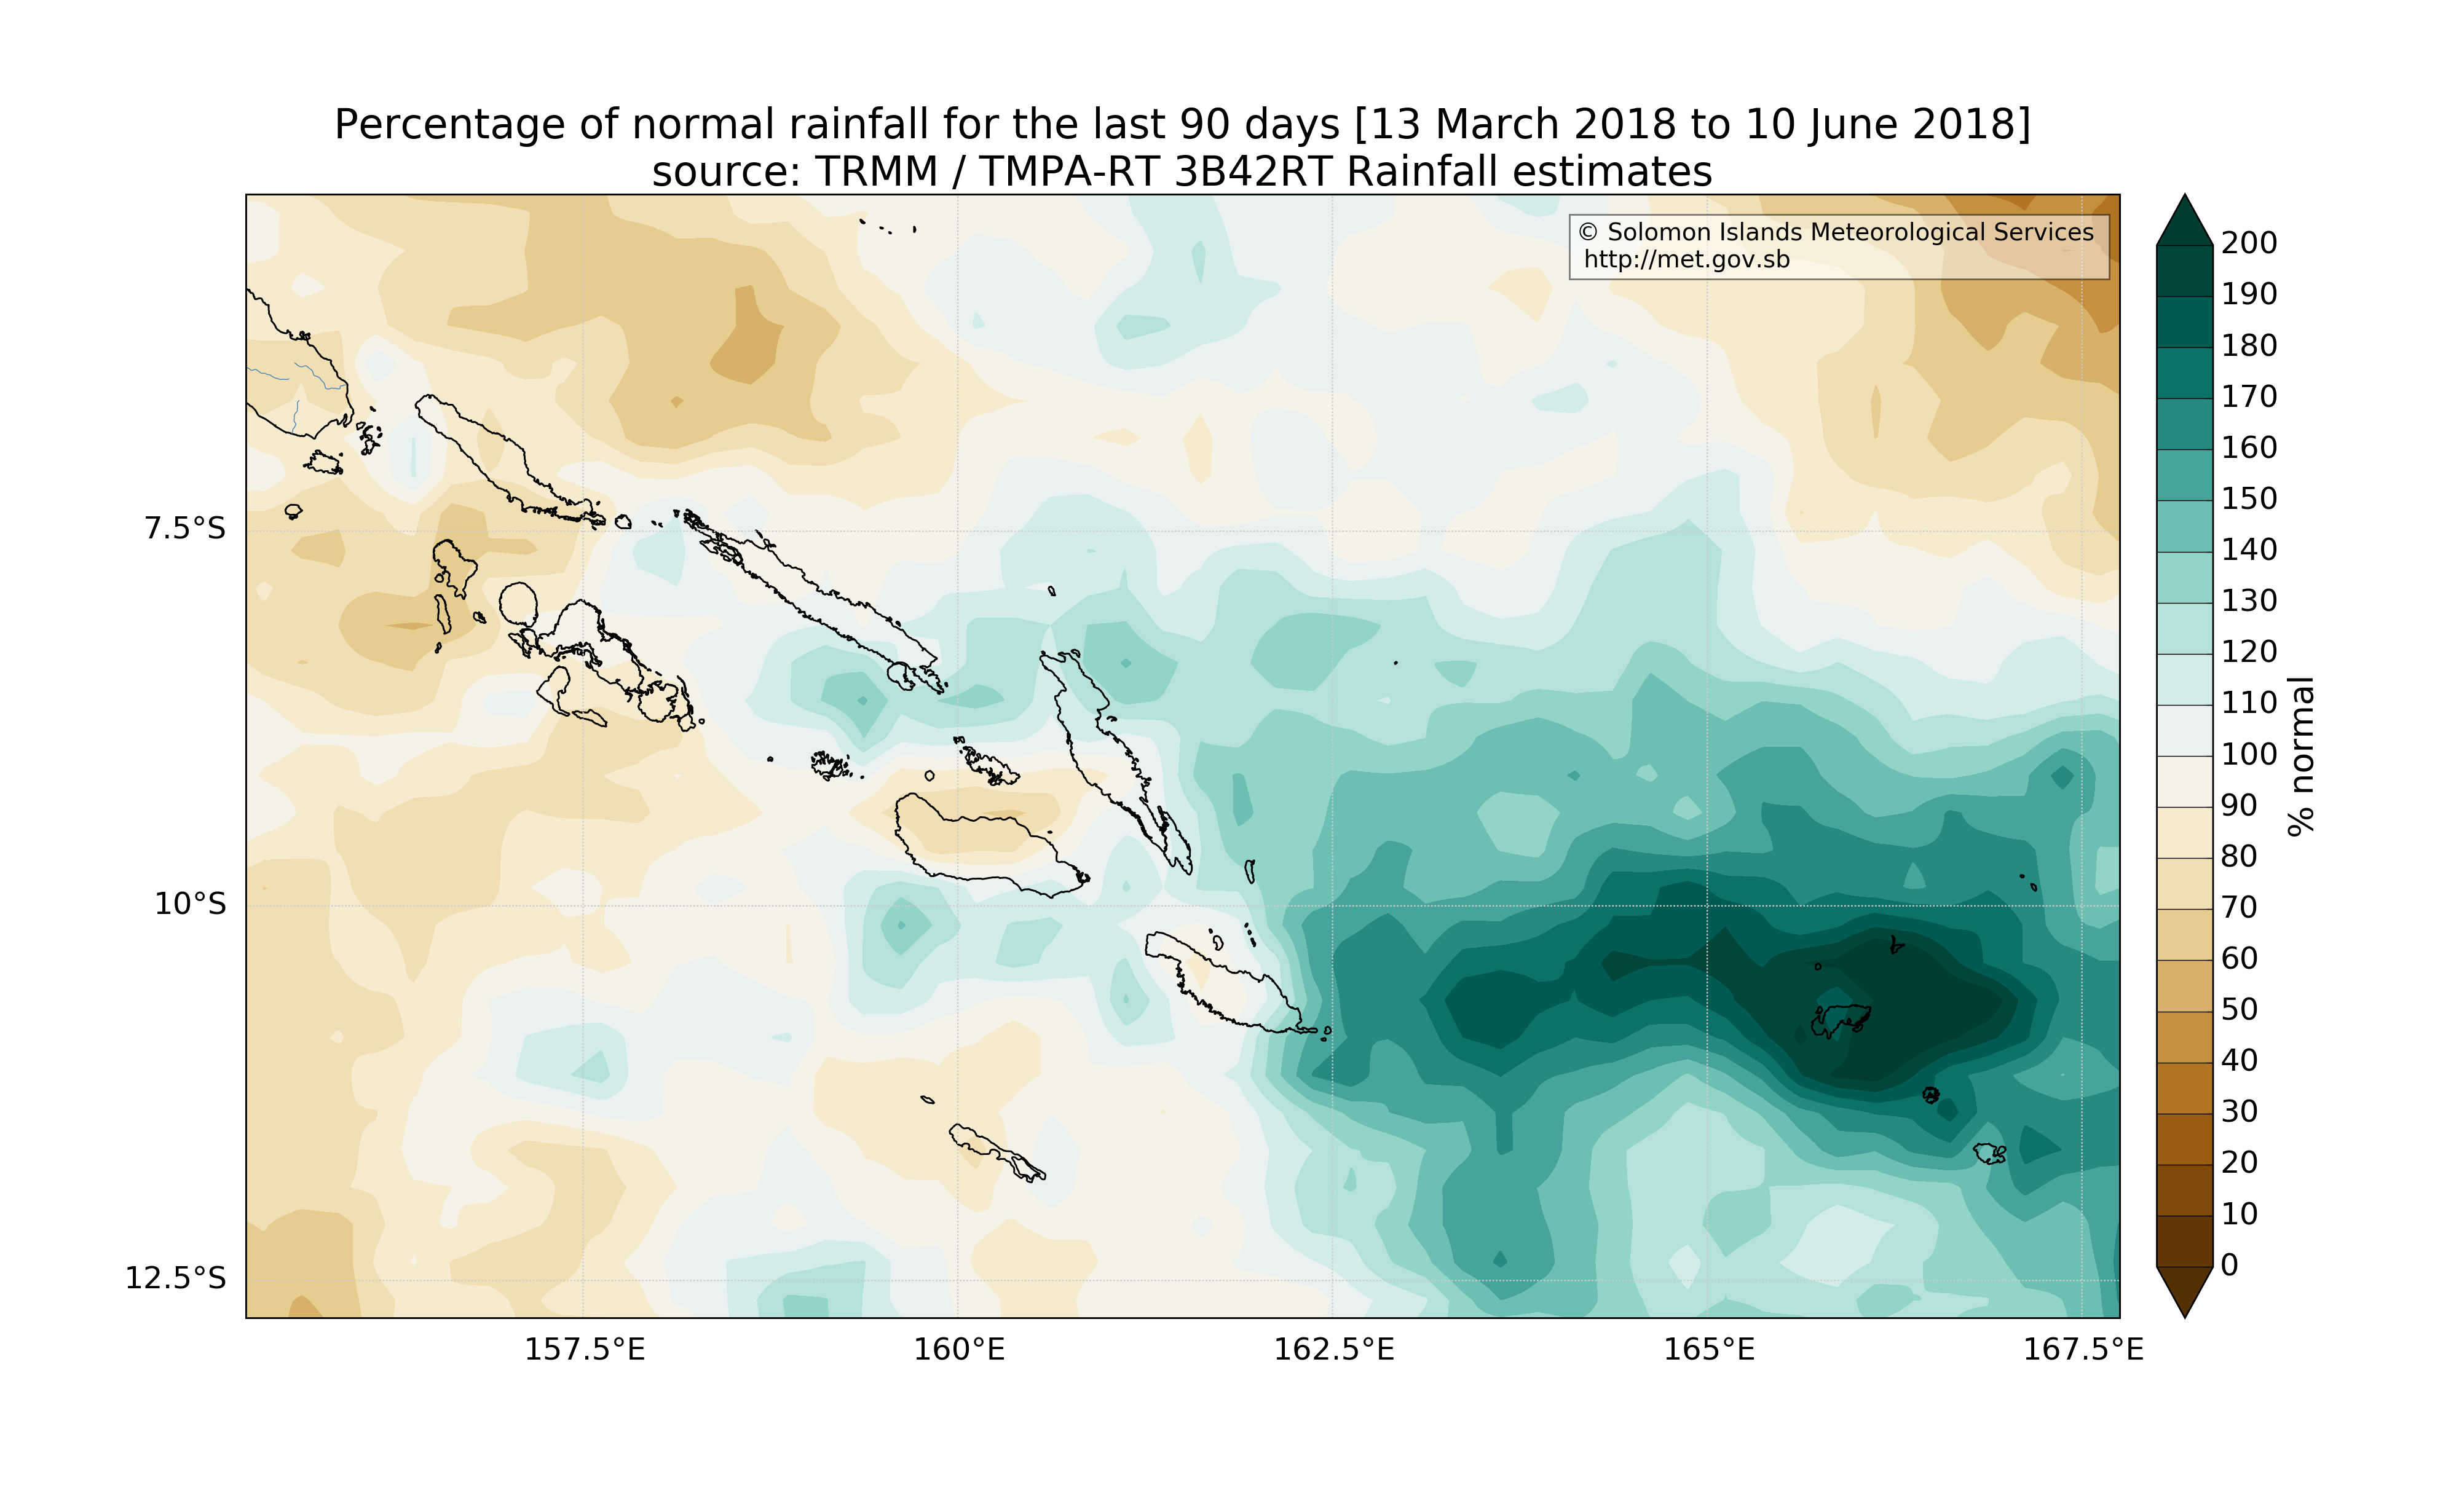 Percentage of normal rainfall for the last 90 days [13 March 2018 to 10 June 2018]
source: TRMM / TMPA-RT 3B42RT Rainfall estimates
© Solomon Islands Meteorological Services
http://met.gov.sb
7.5°S
10°S
12.5°S
157.5°E
160°E
162.5°E
165°E
167.5°E
200
190
180
170
160
150
140
130
120
110
100
90
80
70
60
50
40
30
20
10
0
% normal